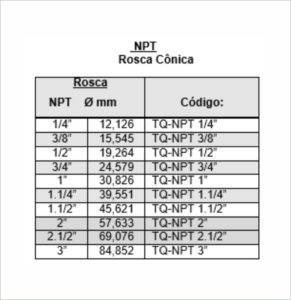 NPT
Rosca Cônica
Rosca
NPT Ø mm Código:
1/4” 12,126 TQ-NPT 1/4”
3/8” 15,545 TQ-NPT 3/8”
1/2” 19,264 TQ-NPT 1/2”
3/4” 24,579 TQ-NPT 3/4”
1” 30,826 TQ-NPT 1”
1.1/4” 39,551 TQ-NPT 1.1/4”
1.1/2” 45,621 TQ-NPT 1.1/2”
2” 57,633 TQ-NPT 2”
2.1/2” 69,076 TQ-NPT 2.1/2”
3” 84,852 TQ-NPT 3”